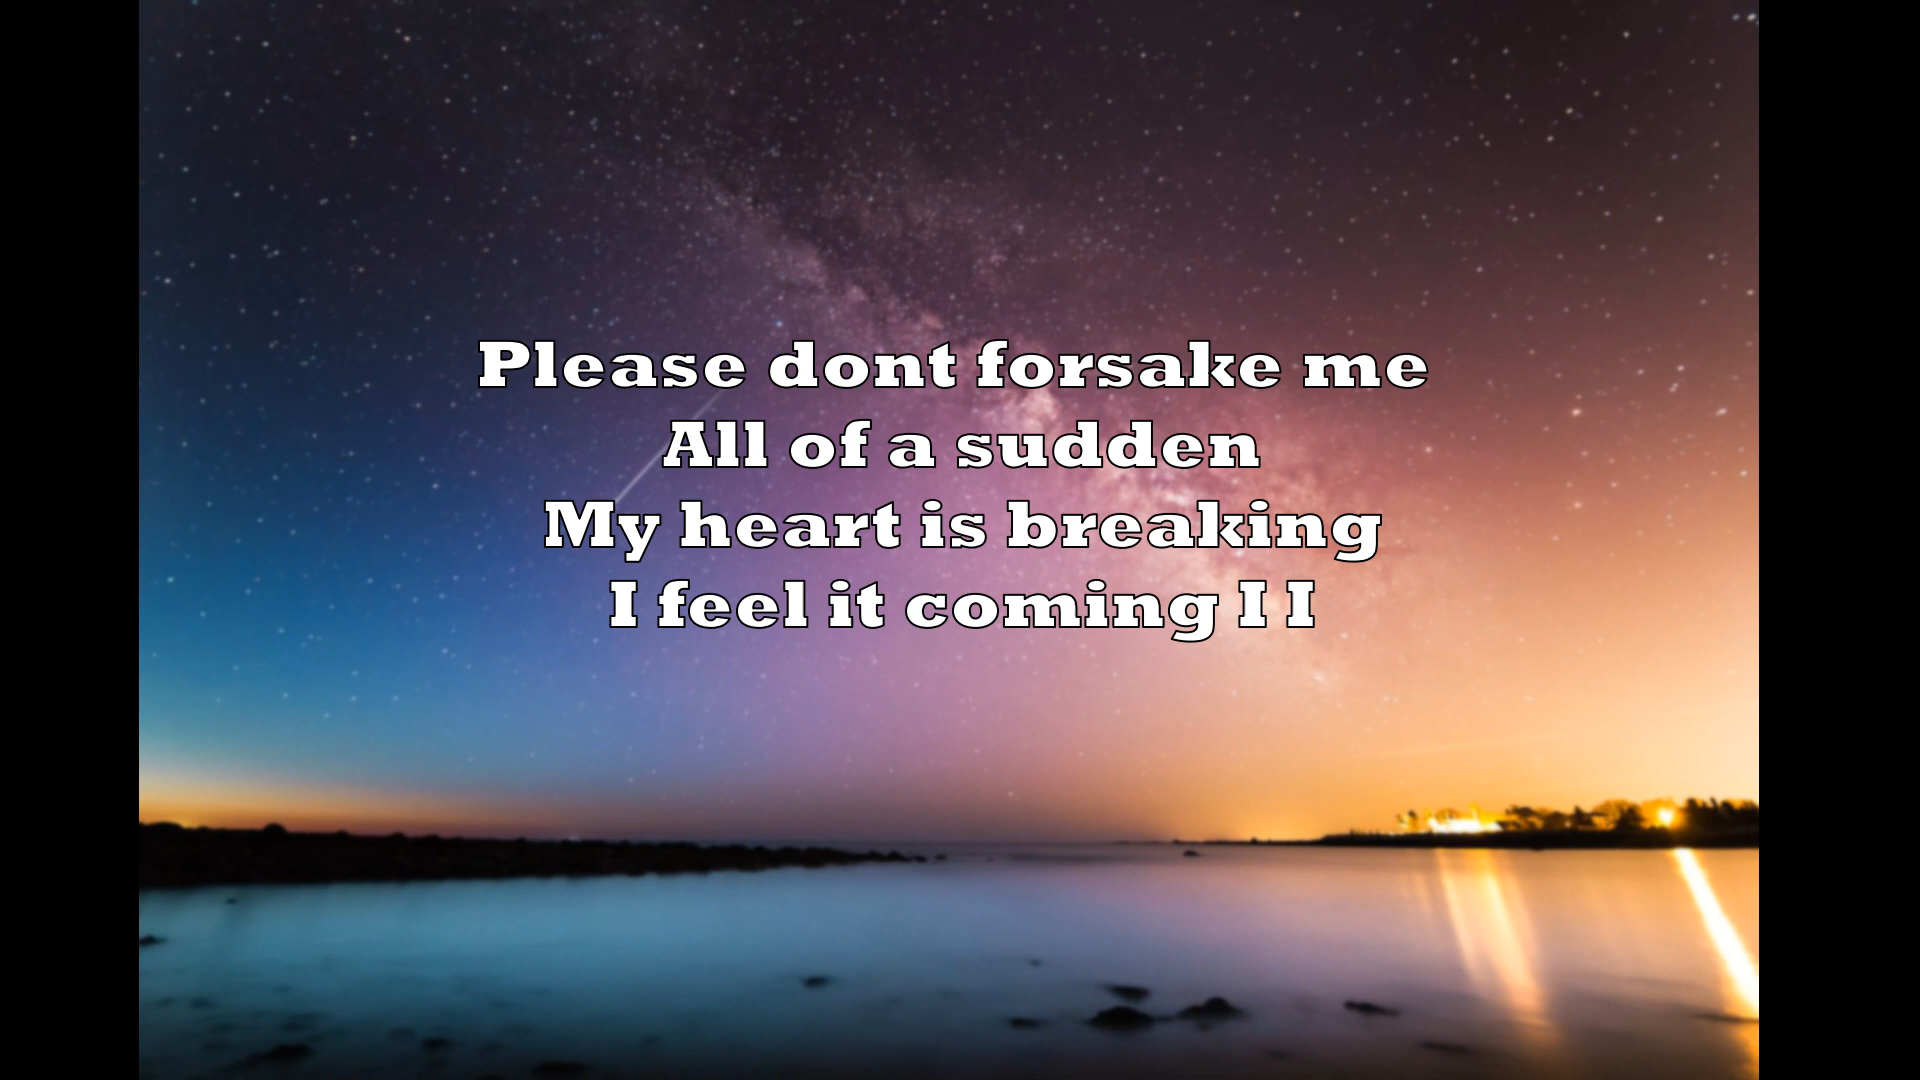 Please dont forsake me
All of a sudden
My heart is breaking
I feel it coming I I